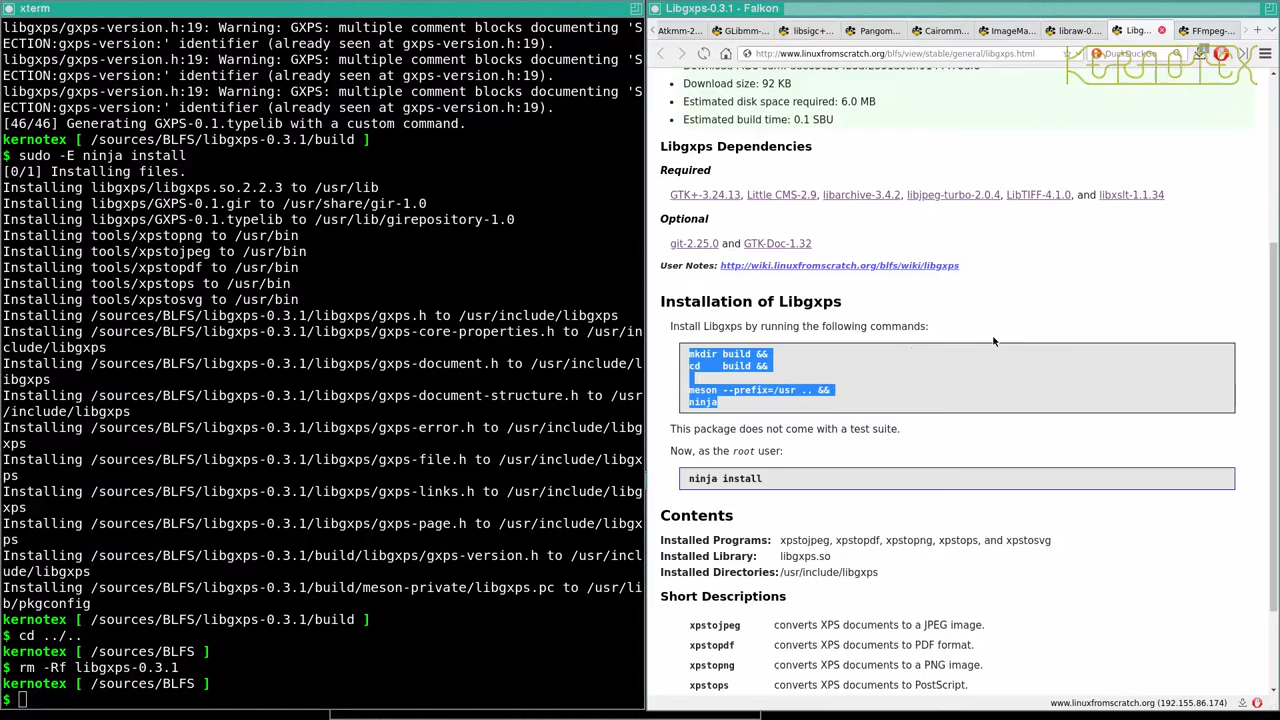 xterm
libgxps/gxps-version.h:19: Warning: GXPS: multiple comment blocks documenting 'S
ECTION:gxps-version:' identifier (already seen at gxps-version.h:19).
libgxps/gxps-version.h:19: Warning: GXPS: multiple comment blocks documenting 'S
ECTION:gxps-version:' identifier (already seen at gxps-version.h:19).
libgxps/gxps-version.h:19: Warning: GXPS: multiple comment blocks documenting 'S
ECTION:gxps-version:' identifier (already seen at gxps-version.h:19).
[46/46] Generating GXPS-0.1.typelib with a custom command.
kernotex [ /sources/BLFS/libgxps-0.3.1/build ]
$ sudo -E ninja install
[0/1] Installing files.
Installing libgxps/libgxps.so.2.2.3 to /usr/lib
Installing libgxps/GXPS-0.1.gir to /usr/share/gir-1.0
Installing libgxps/GXPS-0.1.typelib to /usr/lib/girepository-1.0
Installing tools/xpstopng to /usr/bin
Installing tools/xpstojpeg to /usr/bin
Installing tools/xpstopdf to /usr/bin
Installing tools/xpstops to /usr/bin
Installing tools/xpstosvg to /usr/bin
Installing /sources/BLFS/libgxps-0.3.1/libgxps/gxps.h to /usr/include/libgxps
Installing /sources/BLFS/libgxps-0.3.1/libgxps/gxps-core-properties.h to /usr/in
clude/libgxps
Installing /sources/BLFS/libgxps-0.3.1/libgxps/gxps-document.h to /usr/include/l
ibgxps
Installing /sources/BLFS/libgxps-0.3.1/libgxps/gxps-document-structure.h to /usr
/include/libgxps
Installing /sources/BLFS/libgxps-0.3.1/libgxps/gxps-error.h to /usr/include/libg
xps
Installing /sources/BLFS/libgxps-0.3.1/libgxps/gxps-file.h to /usr/include/libgx
ps
Installing /sources/BLFS/libgxps-0.3.1/libgxps/gxps-links.h to /usr/include/libg
xps
Installing /sources/BLFS/libgxps-0.3.1/libgxps/gxps-page.h to /usr/include/libgx
ps
Installing /sources/BLFS/libgxps-0.3.1/build/libgxps/gxps-version.h to /usr/incl
ude/libgxps
Installing /sources/BLFS/libgxps-0.3.1/build/meson-private/libgxps.pc to /usr/li
b/pkgconfig
kernotex [ /sources/BLFS/libgxps-0.3.1/build ]
$ cd ../..
kernotex [ /sources/BLFS ]
$ rm -Rf libgxps-0.3.1
kernotex [ /sources/BLFS ]
$
Libgxps-0.3.1 - Falkon
Atkmm-2... GLibmm-... libsigc+... Pangom... Cairomm... ImageMa... libraw-0.... Libg... FFmpeg-...
http://www.linuxfromscratch.org/blfs/view/stable/general/libgxps.html DuckDuckGo
KERNOTEX
Download size: 92 KB
Estimated disk space required: 6.0 MB
Estimated build time: 0.1 SBU
Libgxps Dependencies
Required
GTK+-3.24.13, Little CMS-2.9, libarchive-3.4.2, libjpeg-turbo-2.0.4, LibTIFF-4.1.0, and libxslt-1.1.34
Optional
git-2.25.0 and GTK-Doc-1.32
User Notes: http://wiki.linuxfromscratch.org/blfs/wiki/libgxps
Installation of Libgxps
Install Libgxps by running the following commands:
mkdir build &&
cd build &&
meson --prefix=/usr .. &&
ninja
This package does not come with a test suite.
Now, as the root user:
ninja install
Contents
Installed Programs: xpstojpeg, xpstopdf, xpstopng, xpstops, and xpstosvg
Installed Library: libgxps.so
Installed Directories: /usr/include/libgxps
Short Descriptions
xpstojpeg converts XPS documents to a JPEG image.
xpstopdf converts XPS documents to PDF format.
xpstopng converts XPS documents to a PNG image.
xpstops converts XPS documents to PostScript.
www.linuxfromscratch.org (192.155.86.174)